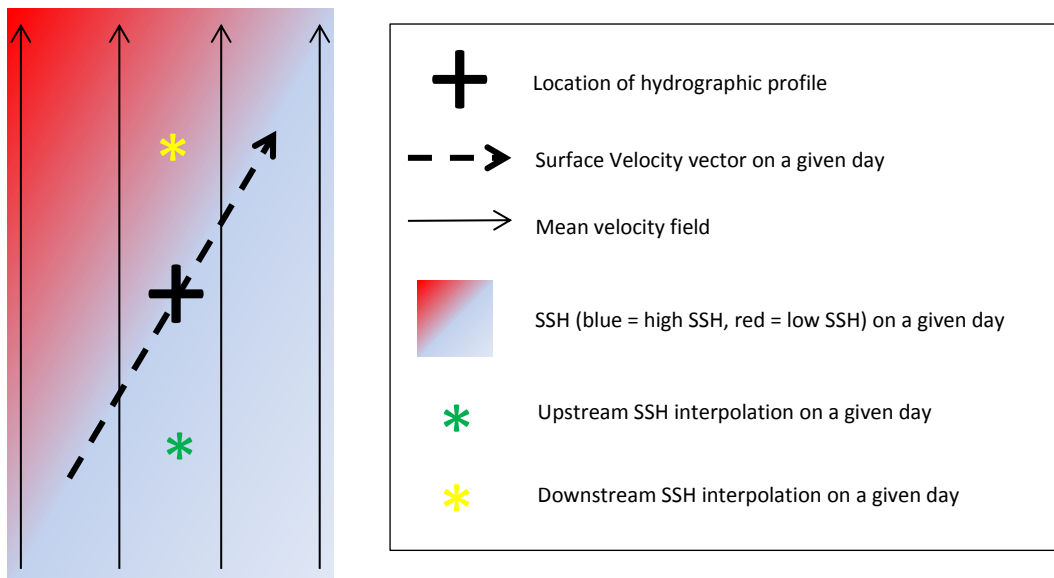 Location of hydrographic profile
Surface Velocity vector on a given day
Mean velocity field
SSH (blue = high SSH, red = low SSH) on a given day
Upstream SSH interpolation on a given day
Downstream SSH interpolation on a given day